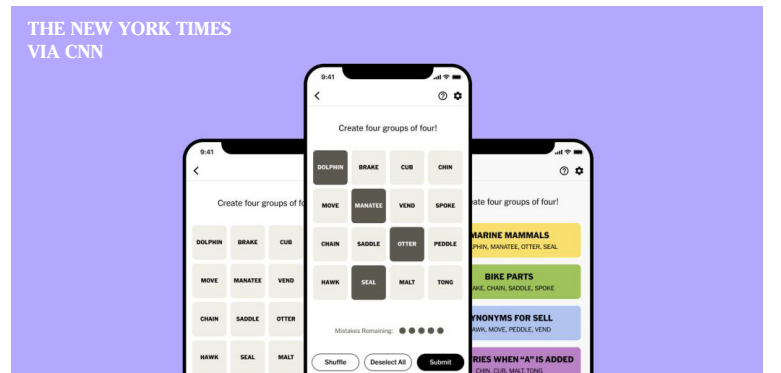 THE NEW YORK TIMES
VIA CNN
9:41
Create four groups of fo
DOLPHIN BRAKE CUB
MOVE MANATEE VEND
CHAIN SADDLE OTTER
HAWK SEAL MALT
9:41
Create four groups of four!
DOLPHIN BRAKE CUB CHIN
MOVE MANATEE VEND SPOKE
CHAIN SADDLE OTTER PEDDLE
HAWK SEAL MALT TONG
Mistakes Remaining:
Shuffle Deselect All Submit
eate four groups of four!
MARINE MAMMALS
PHIN, MANATEE, OTTER, SEAL
BIKE PARTS
AKE, CHAIN, SADDLE, SPOKE
YNONYMS FOR SELL
AWK, MOVE, PEDDLE, VEND
RIES WHEN “A” IS ADDED
CHIN, CUB, MALT, TONG